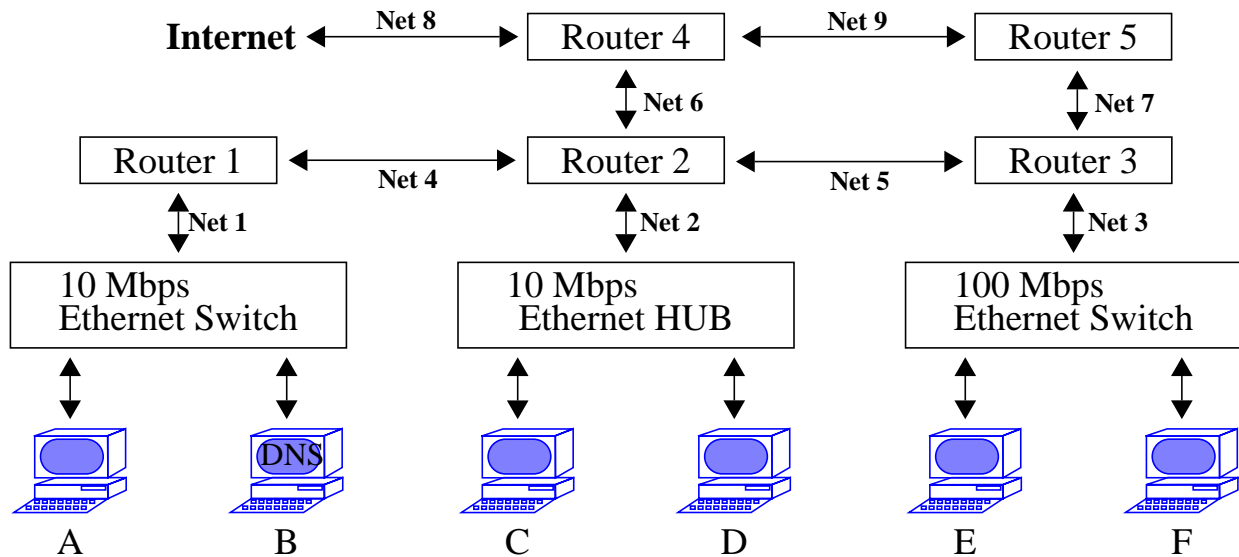 Internet
Net 8
Router 4
Net 9
Router 5
Net 6
Net 7
Router 1
Net 4
Router 2
Net 5
Router 3
Net 1
Net 2
Net 3
10 Mbps
Ethernet Switch
10 Mbps
Ethernet HUB
100 Mbps
Ethernet Switch
DNS
A
B
C
D
E
F